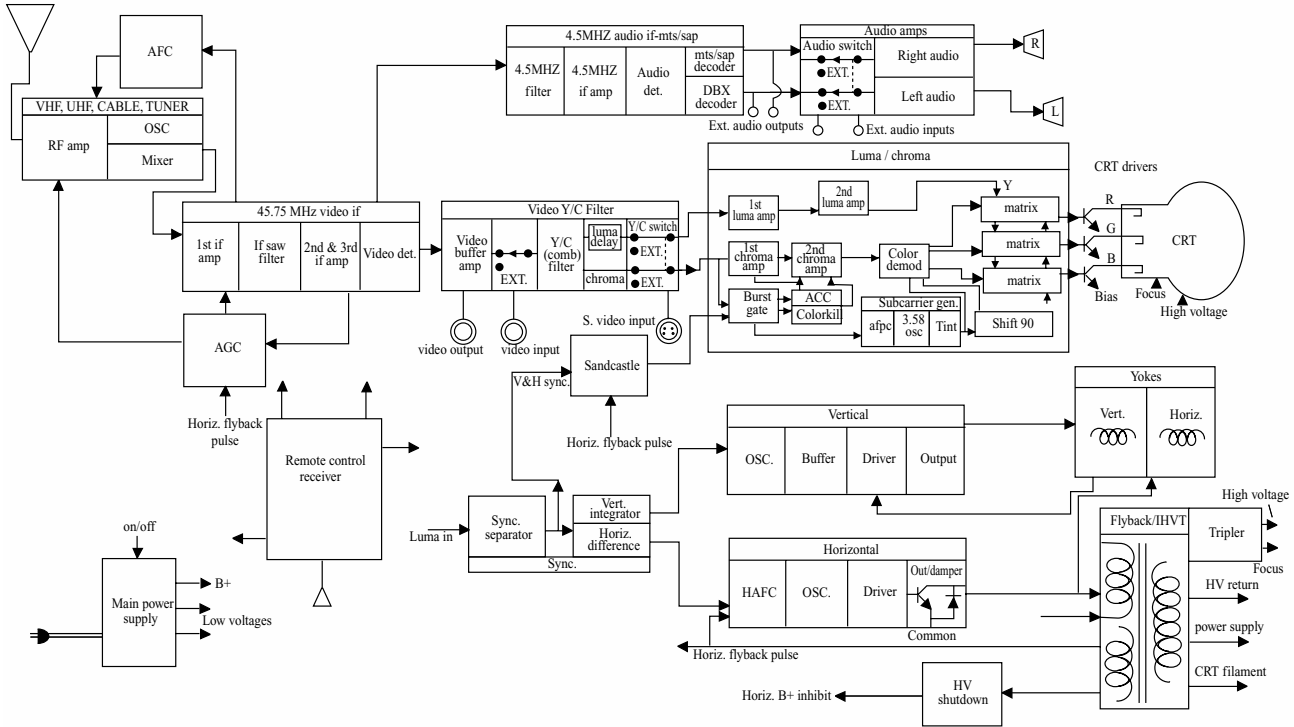 AFC
VHF, UHF, CABLE, TUNER
RF amp
OSC
Mixer
4.5MHZ audio if-mts/sap
4.5MHZ
filter
4.5MHZ
if amp
Audio
det.
mts/sap
decoder
DBX
decoder
Ext. audio outputs
Audio amps
Audio switch
EXT.
EXT.
Right audio
Left audio
Ext. audio inputs
R
L
45.75 MHz video if
1st if
amp
If saw
filter
2nd & 3rd
if amp
Video det.
Video Y/C Filter
Video
buffer
amp
EXT.
Y/C
(comb)
filter
luma
delay
chroma
Y/C switch
EXT.
EXT.
video output
video input
S. video input
Luma / chroma
1st
luma amp
2nd
luma amp
Y
matrix
matrix
matrix
1st
chroma
amp
2nd
chroma
amp
Color
demod
Burst
gate
ACC
Colorkill
Subcarrier gen.
afpc
3.58
osc
Tint
Shift 90
CRT drivers
R
G
B
CRT
Bias
Focus
High voltage
AGC
Horiz. flyback
pulse
Sandcastle
V&H sync.
Horiz. flyback pulse
Remote control
receiver
Vertical
OSC.
Buffer
Driver
Output
Yokes
Vert.
Horiz.
Luma in
Sync.
separator
Vert.
integrator
Horiz.
difference
Sync.
on/off
Main power
supply
B+
Low voltages
Horizontal
HAFC
OSC.
Driver
Out/damper
Common
Horiz. flyback pulse
Flyback/IHVT
Tripler
High voltage
Focus
HV return
power supply
CRT filament
HV
shutdown
Horiz. B+ inhibit